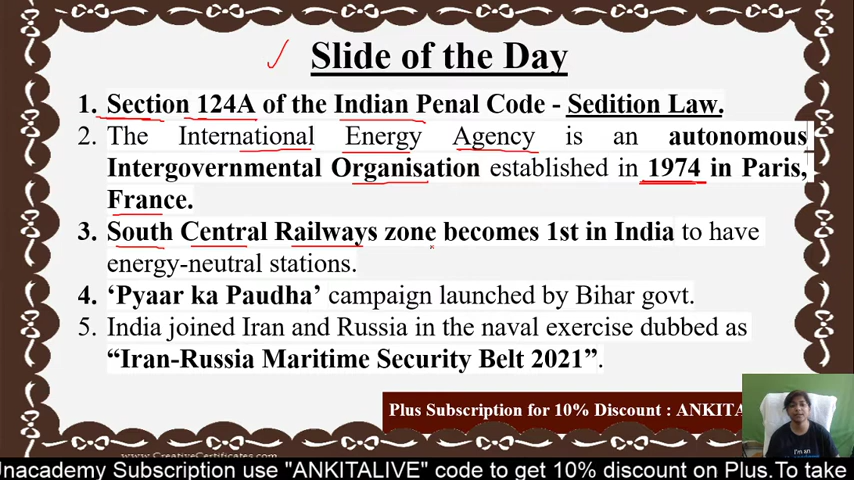 Slide of the Day
1. Section 124A of the Indian Penal Code - Sedition Law.
2. The International Energy Agency is an autonomous
Intergovernmental Organisation established in 1974 in Paris,
France.
3. South Central Railways zone becomes 1st in India to have
energy-neutral stations.
4. ‘Pyaar ka Paudha’ campaign launched by Bihar govt.
5. India joined Iran and Russia in the naval exercise dubbed as
“Iran-Russia Maritime Security Belt 2021”.
Plus Subscription for 10% Discount : ANKITA
I'm an
www.CreativeCertificates.com
Unacademy Subscription use "ANKITALIVE" code to get 10% discount on Plus.To take